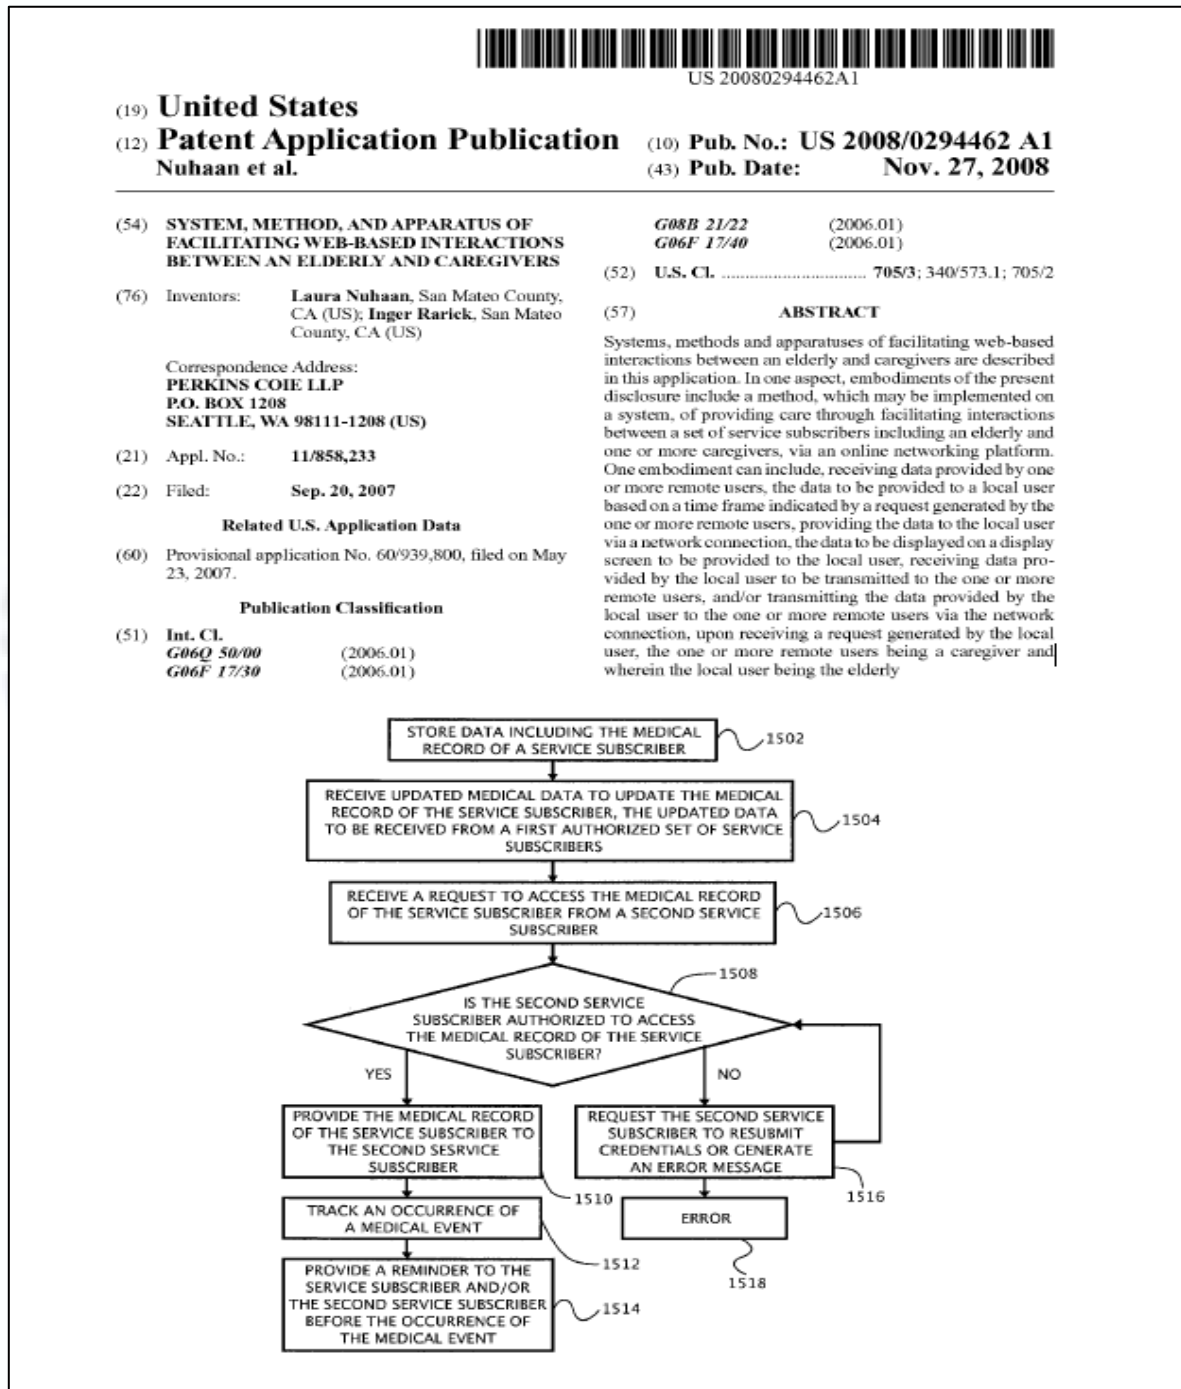 US 20080294462A1
(19) United States
(12) Patent Application Publication
Nuhaan et al.
(10) Pub. No.: US 2008/0294462 A1
(43) Pub. Date: Nov. 27, 2008
(54) SYSTEM, METHOD, AND APPARATUS OF
FACILITATING WEB-BASED INTERACTIONS
BETWEEN AN ELDERLY AND CAREGIVERS
(76) Inventors: Laura Nuhaan, San Mateo County,
CA (US); Inger Rarick, San Mateo
County, CA (US)
Correspondence Address:
PERKINS COIE LLP
P.O. BOX 1208
SEATTLE, WA 98111-1208 (US)
(21) Appl. No.: 11/858,233
(22) Filed: Sep. 20, 2007
Related U.S. Application Data
(60) Provisional application No. 60/939,800, filed on May
23, 2007.
Publication Classification
(51) Int. Cl.
G06Q 50/00 (2006.01)
G06F 17/30 (2006.01)
G08B 21/22 (2006.01)
G06F 17/40 (2006.01)
(52) U.S. Cl. ................................ 705/3; 340/573.1; 705/2
(57) ABSTRACT
Systems, methods and apparatuses of facilitating web-based
interactions between an elderly and caregivers are described
in this application. In one aspect, embodiments of the present
disclosure include a method, which may be implemented on
a system, of providing care through facilitating interactions
between a set of service subscribers including an elderly and
one or more caregivers, via an online networking platform.
One embodiment can include, receiving data provided by one
or more remote users, the data to be provided to a local user
based on a time frame indicated by a request generated by the
one or more remote users, providing the data to the local user
via a network connection, the data to be displayed on a display
screen to be provided to the local user, receiving data pro-
vided by the local user to be transmitted to the one or more
remote users, and/or transmitting the data provided by the
local user to the one or more remote users via the network
connection, upon receiving a request generated by the local
user, the one or more remote users being a caregiver and
wherein the local user being the elderly
STORE DATA INCLUDING THE MEDICAL
RECORD OF A SERVICE SUBSCRIBER
1502
RECEIVE UPDATED MEDICAL DATA TO UPDATE THE MEDICAL
RECORD OF THE SERVICE SUBSCRIBER, THE UPDATED DATA
TO BE RECEIVED FROM A FIRST AUTHORIZED SET OF SERVICE
SUBSCRIBERS
1504
RECEIVE A REQUEST TO ACCESS THE MEDICAL RECORD
OF THE SERVICE SUBSCRIBER FROM A SECOND SERVICE
SUBSCRIBER
1506
1508
IS THE SECOND SERVICE
SUBSCRIBER AUTHORIZED TO ACCESS
THE MEDICAL RECORD OF THE SERVICE
SUBSCRIBER?
YES
NO
PROVIDE THE MEDICAL RECORD
OF THE SERVICE SUBSCRIBER TO
THE SECOND SESRVICE
SUBSCRIBER
1510
REQUEST THE SECOND SERVICE
SUBSCRIBER TO RESUBMIT
CREDENTIALS OR GENERATE
AN ERROR MESSAGE
1516
TRACK AN OCCURRENCE OF
A MEDICAL EVENT
1512
ERROR
1518
PROVIDE A REMINDER TO THE
SERVICE SUBSCRIBER AND/OR
THE SECOND SERVICE SUBSCRIBER
BEFORE THE OCCURRENCE OF
THE MEDICAL EVENT
1514